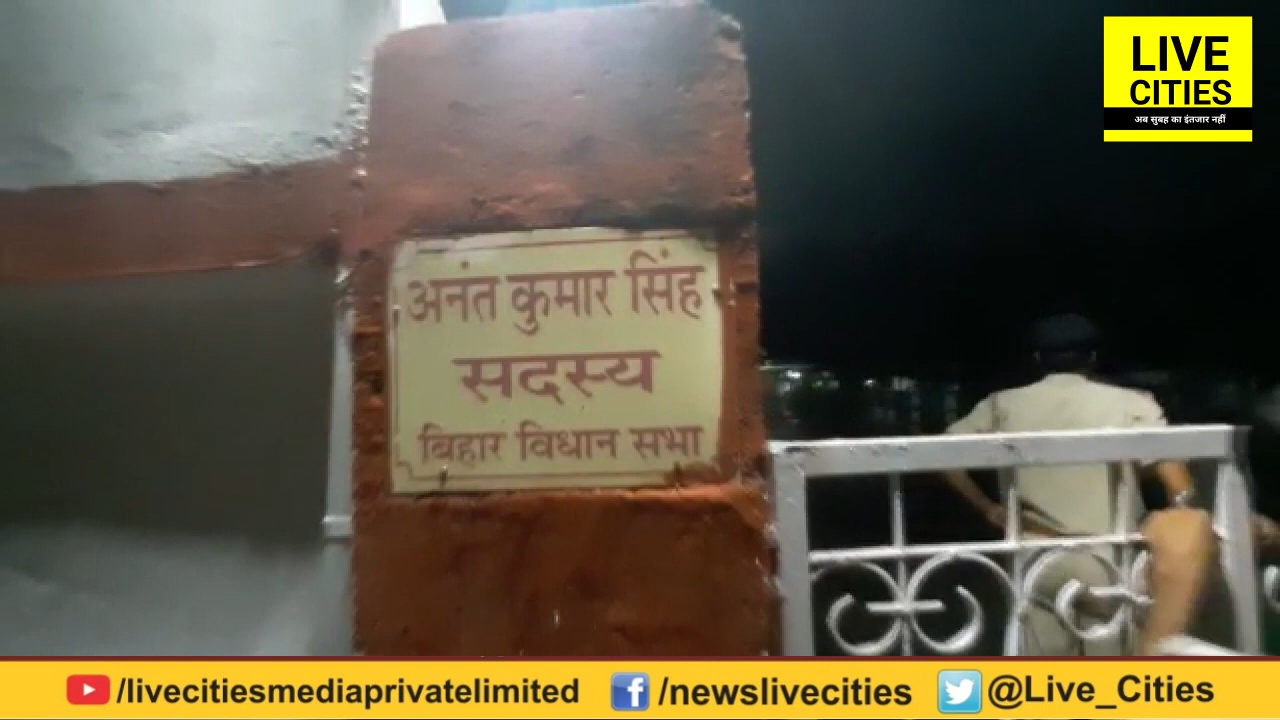 LIVE
CITIES
अब सुबह का इंतजार नहीं
अनंत कुमार सिंह
सदस्य
बिहार विधान सभा
/livecitiesmediaprivatelimited
/newslivecities
@Live_Cities